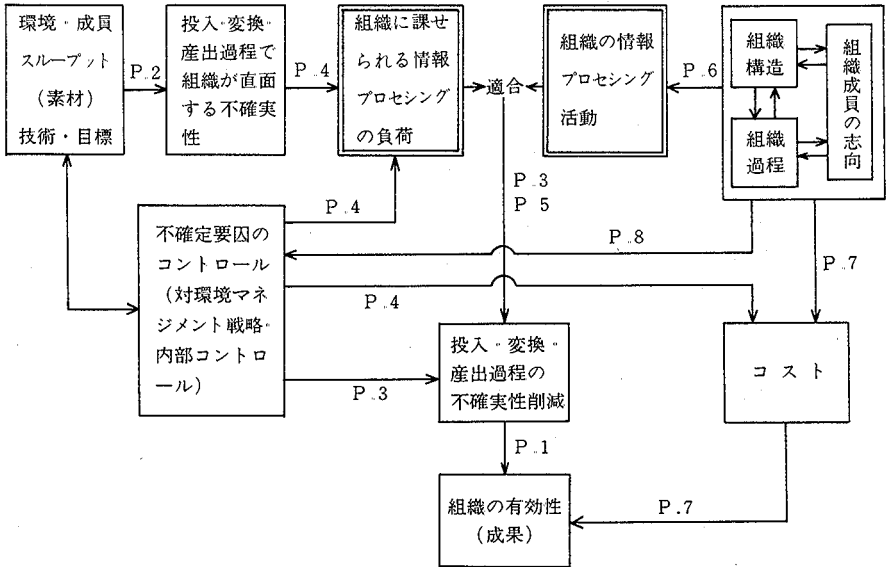 環境・成員
スループット
(素材)
技術・目標
P.2
投入・変換・
産出過程で
組織が直面
する不確実
性
P.4
組織に課せ
られる情報
プロセシング
の負荷
適合
組織の情報
プロセシング
活動
P.6
組織
構造
組織
過程
組織成員の志向
P.3
P 5
P.4
不確定要因の
コントロール
(対環境マネ
ジメント戦略・
内部コントロ
ール)
P.8
P.4
P.7
P.3
投入・変換・
産出過程の
不確実性削減
コスト
P.1
組織の有効性
(成果)
P.7